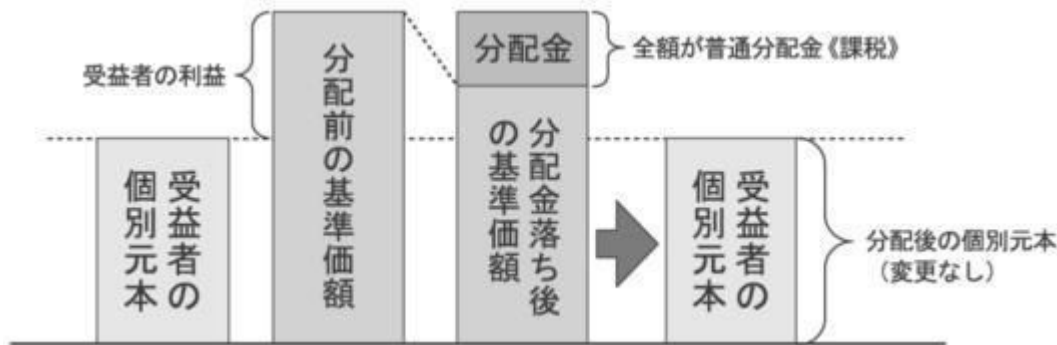 受益者の利益
受益者の
個別元本
分配前の基準価額
分配金
全額が普通分配金《課税》
分配金落ち後
の基準価額
受益者の
個別元本
分配後の個別元本
（変更なし）